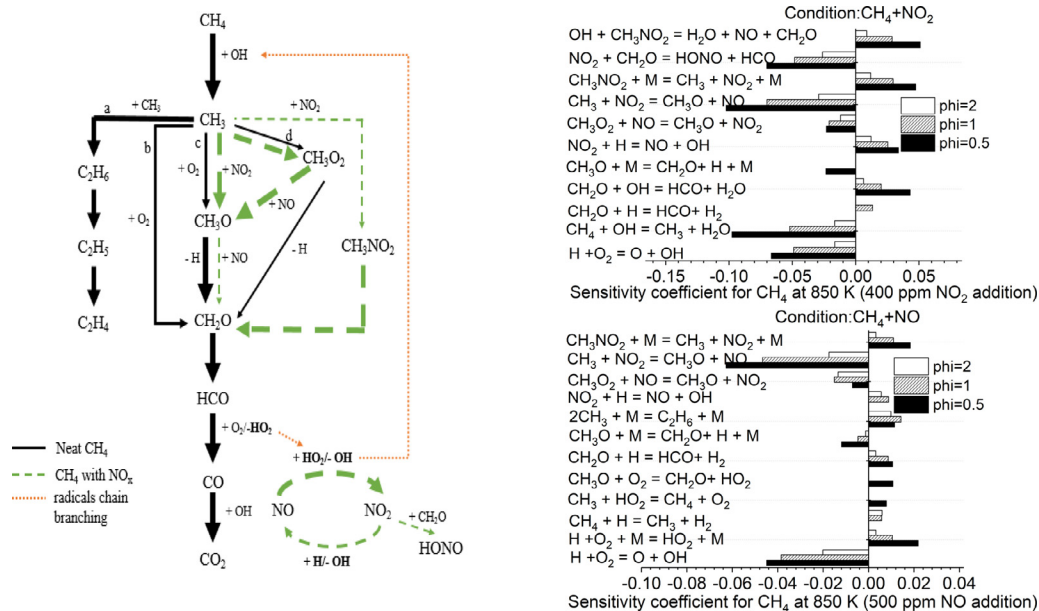 CH₄
+ OH
a
+ CH₃
CH₃
+ NO₂
b
c
d
C₂H₆
+ O₂
+ NO₂
CH₃O₂
+ O₂
+ NO
CH₃O
C₂H₅
- H
+ NO
- H
CH₃NO₂
C₂H₄
CH₂O
HCO
+ O₂/-HO₂
+ HO₂/- OH
CO
NO
NO₂
+ OH
+ CH₂O
HONO
+ H/- OH
CO₂
Neat CH₄
CH₄ with NOₓ
radicals chain
branching
Condition:CH₄+NO₂
OH + CH₃NO₂ = H₂O + NO + CH₂O
NO₂ + CH₂O = HONO + HCO
CH₃NO₂ + M = CH₃ + NO₂ + M
CH₃ + NO₂ = CH₃O + NO
CH₃O₂ + NO = CH₃O + NO₂
NO₂ + H = NO + OH
CH₃O + M = CH₂O+ H + M
CH₂O + OH = HCO+ H₂O
CH₂O + H = HCO+ H₂
CH₄ + OH = CH₃ + H₂O
H +O₂ = O + OH
phi=2
phi=1
phi=0.5
-0.15 -0.10 -0.05 0.00 0.05
Sensitivity coefficient for CH₄ at 850 K (400 ppm NO₂ addition)
Condition:CH₄+NO
CH₃NO₂ + M = CH₃ + NO₂ + M
CH₃ + NO₂ = CH₃O + NO
CH₃O₂ + NO = CH₃O + NO₂
NO₂ + H = NO + OH
2CH₃ + M = C₂H₆ + M
CH₃O + M = CH₂O+ H + M
CH₂O + H = HCO+ H₂
CH₃O + O₂ = CH₂O+ HO₂
CH₃ + HO₂ = CH₄ + O₂
CH₄ + H = CH₃ + H₂
H +O₂ + M = HO₂ + M
H +O₂ = O + OH
phi=2
phi=1
phi=0.5
-0.10 -0.08 -0.06 -0.04 -0.02 0.00 0.02 0.04
Sensitivity coefficient for CH₄ at 850 K (500 ppm NO addition)